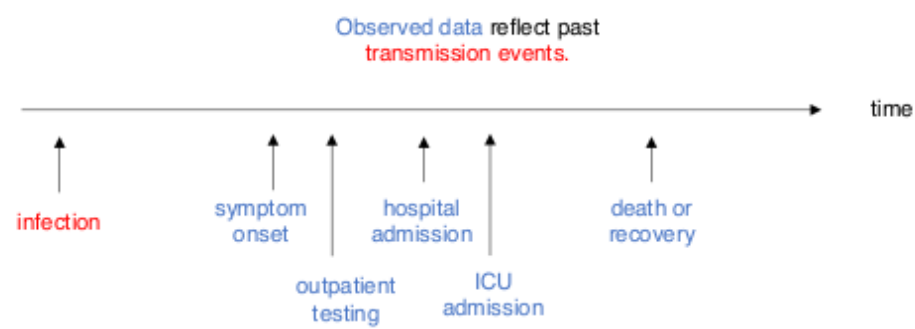 Observed data reflect past
transmission events.
time
infection
symptom
onset
outpatient
testing
hospital
admission
ICU
admission
death or
recovery